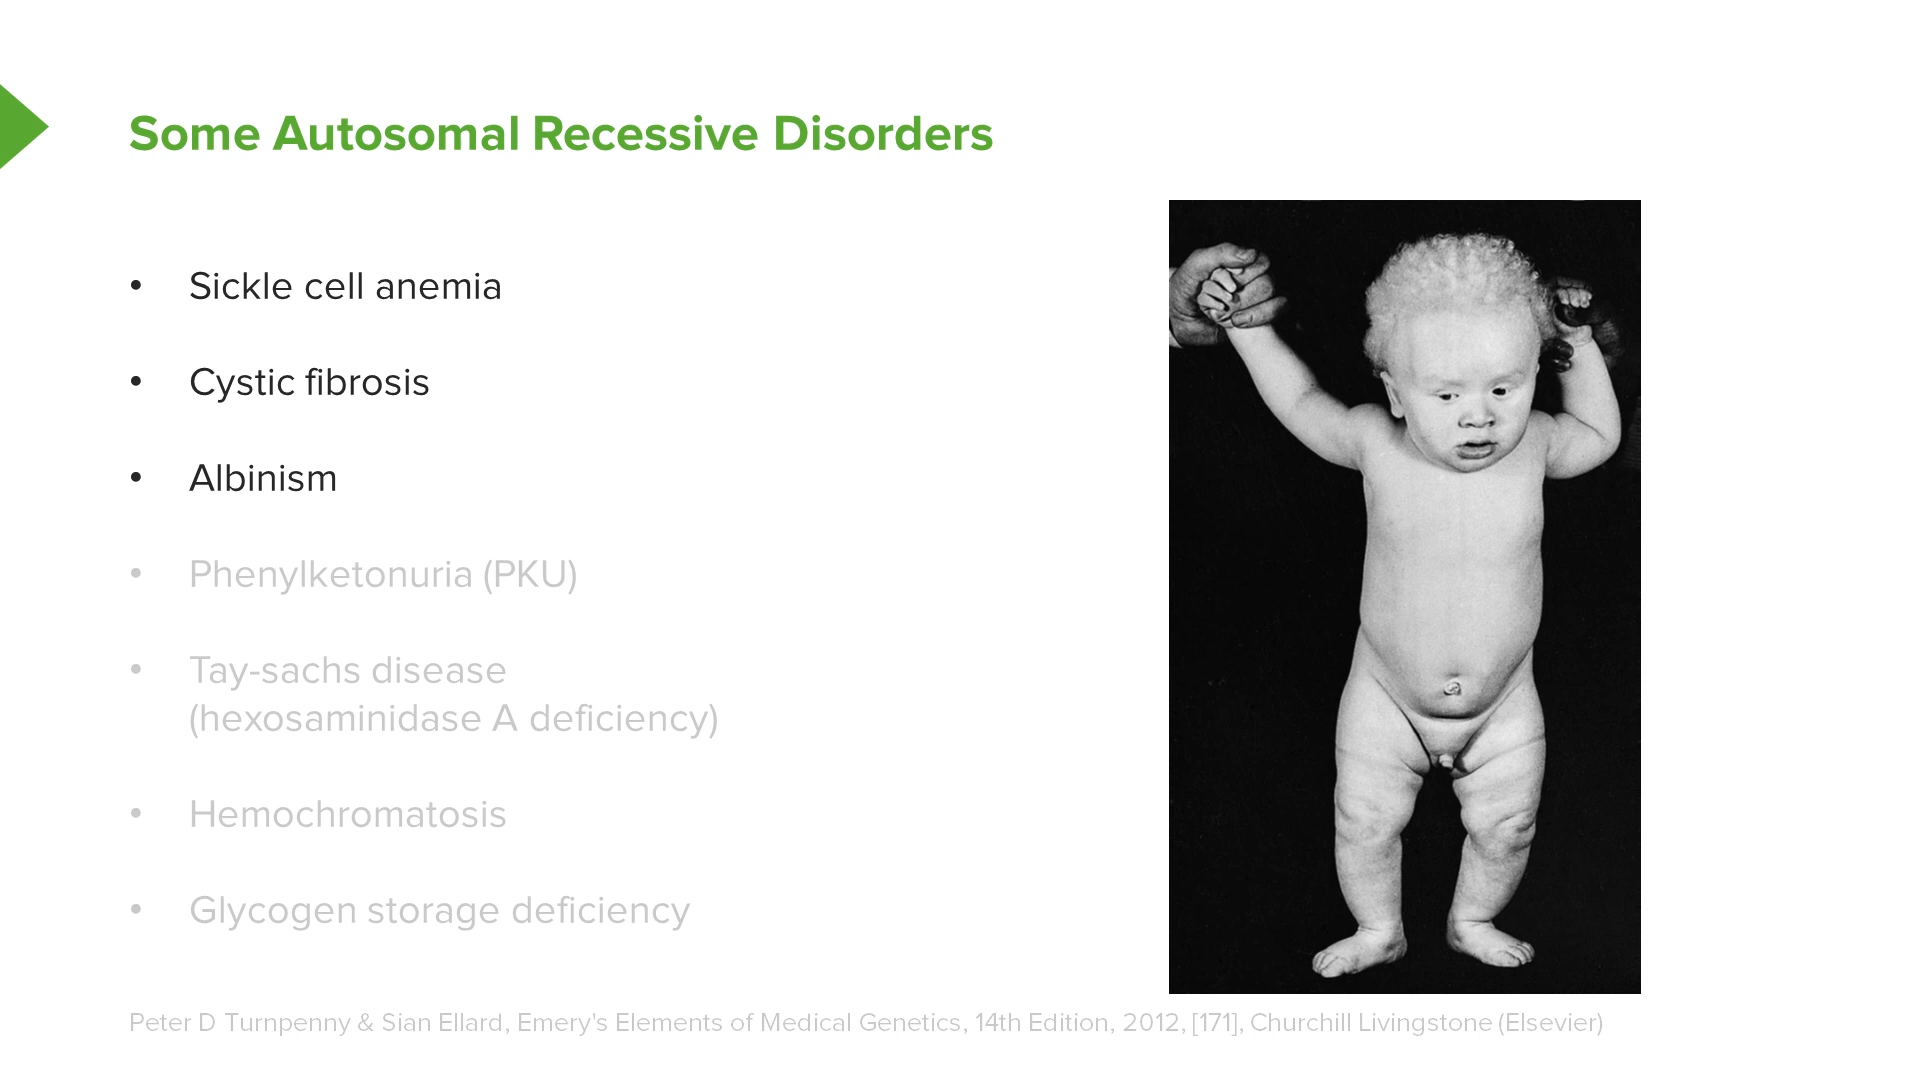 Some Autosomal Recessive Disorders
• Sickle cell anemia
• Cystic fibrosis
• Albinism
• Phenylketonuria (PKU)
• Tay-sachs disease
(hexosaminidase A deficiency)
• Hemochromatosis
• Glycogen storage deficiency
Peter D Turnpenny & Sian Ellard, Emery's Elements of Medical Genetics, 14th Edition, 2012, [171], Churchill Livingstone (Elsevier)